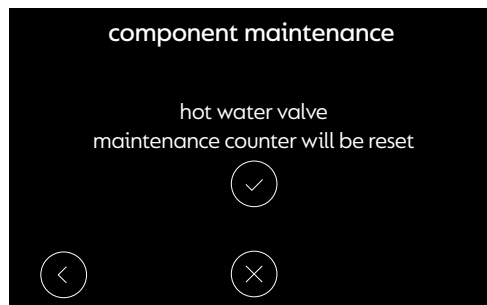 component maintenance
hot water valve
maintenance counter will be reset